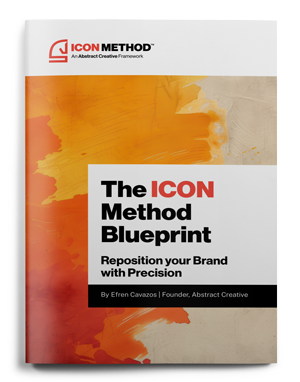 ICON METHOD™
An Abstract Creative Framework
The ICON
Method
Blueprint
Reposition your Brand
with Precision
By Efren Cavazos | Founder, Abstract Creative